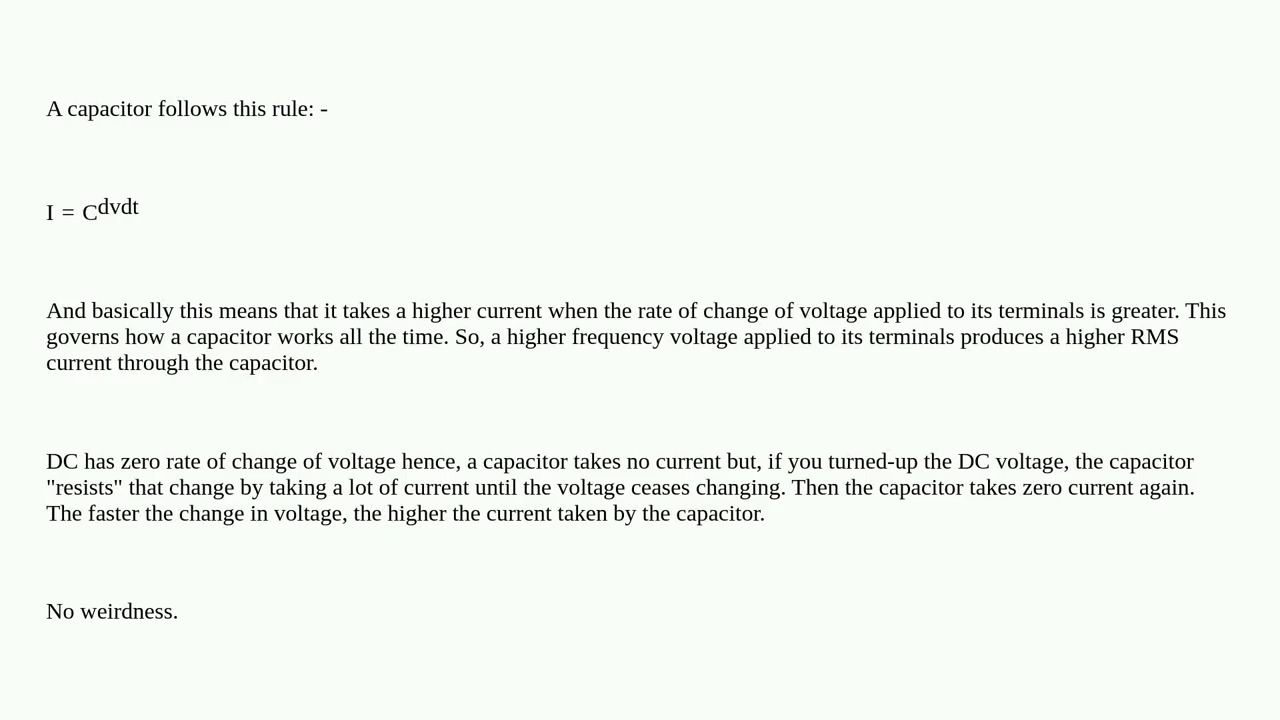 A capacitor follows this rule: -
I = Cdvdt
And basically this means that it takes a higher current when the rate of change of voltage applied to its terminals is greater. This
governs how a capacitor works all the time. So, a higher frequency voltage applied to its terminals produces a higher RMS
current through the capacitor.
DC has zero rate of change of voltage hence, a capacitor takes no current but, if you turned-up the DC voltage, the capacitor
"resists" that change by taking a lot of current until the voltage ceases changing. Then the capacitor takes zero current again.
The faster the change in voltage, the higher the current taken by the capacitor.
No weirdness.